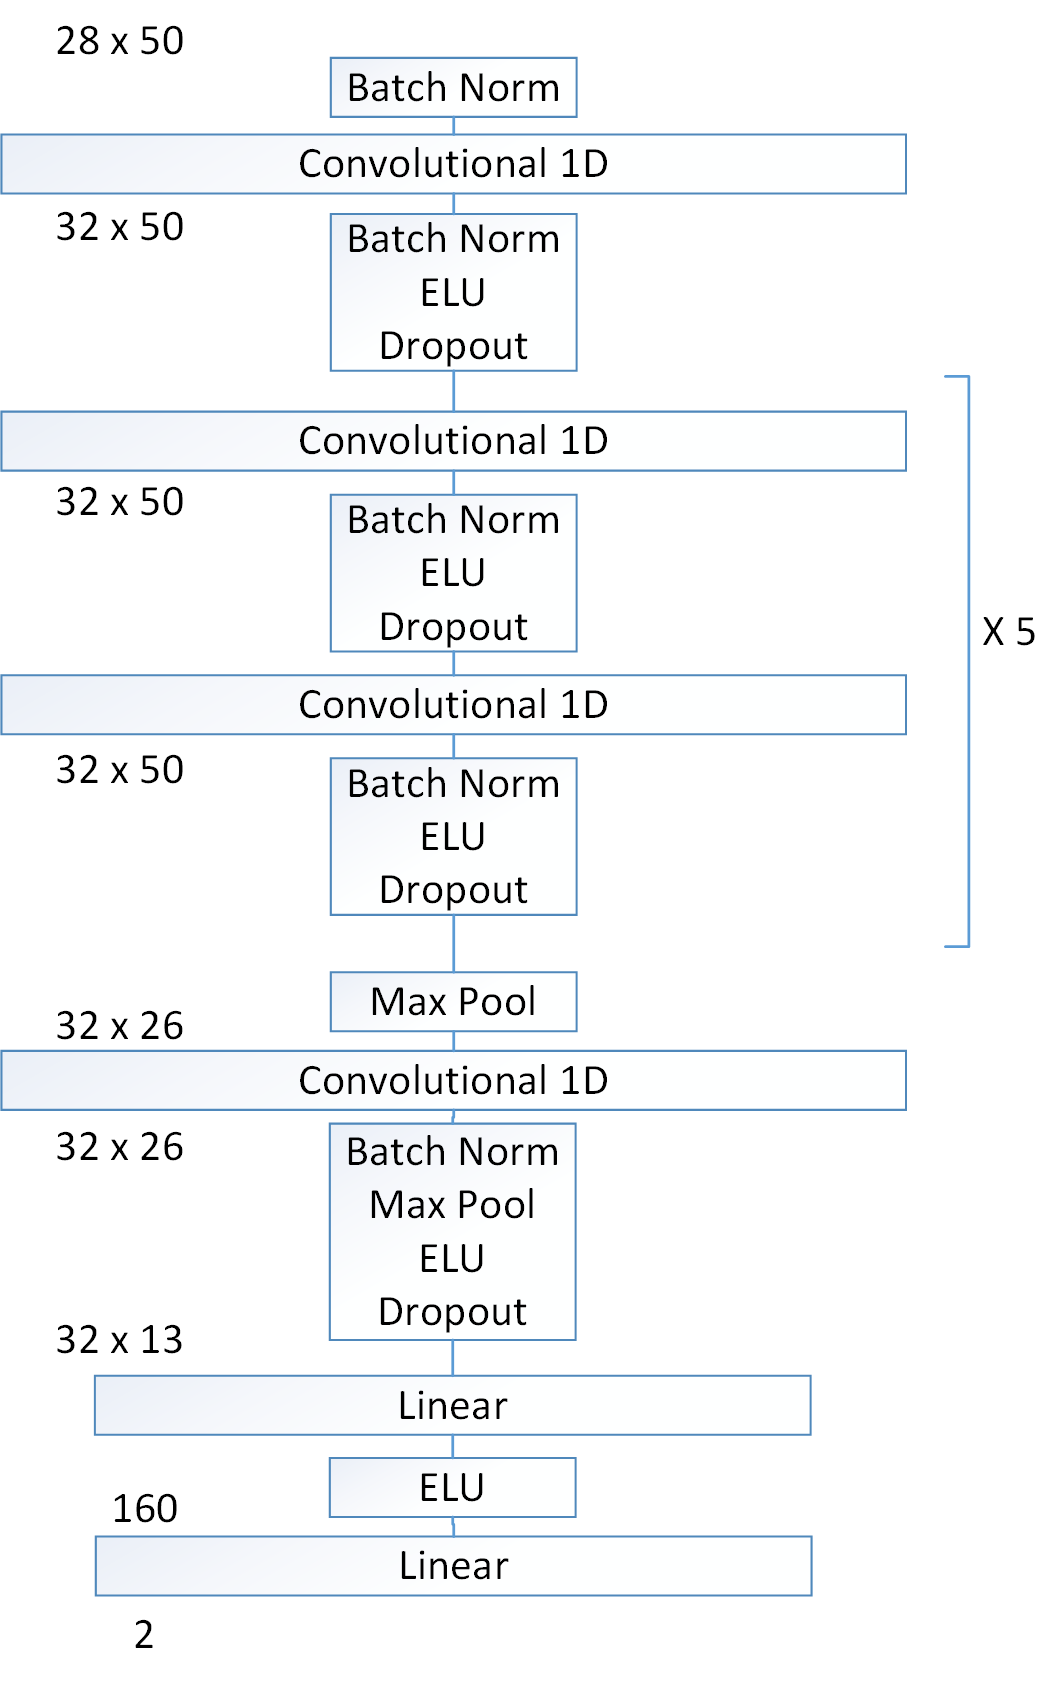 28 x 50
Batch Norm
Convolutional 1D
32 x 50
Batch Norm
ELU
Dropout
Convolutional 1D
32 x 50
Batch Norm
ELU
Dropout
X 5
Convolutional 1D
32 x 50
Batch Norm
ELU
Dropout
Max Pool
32 x 26
Convolutional 1D
32 x 26
Batch Norm
Max Pool
ELU
Dropout
32 x 13
Linear
ELU
160
Linear
2